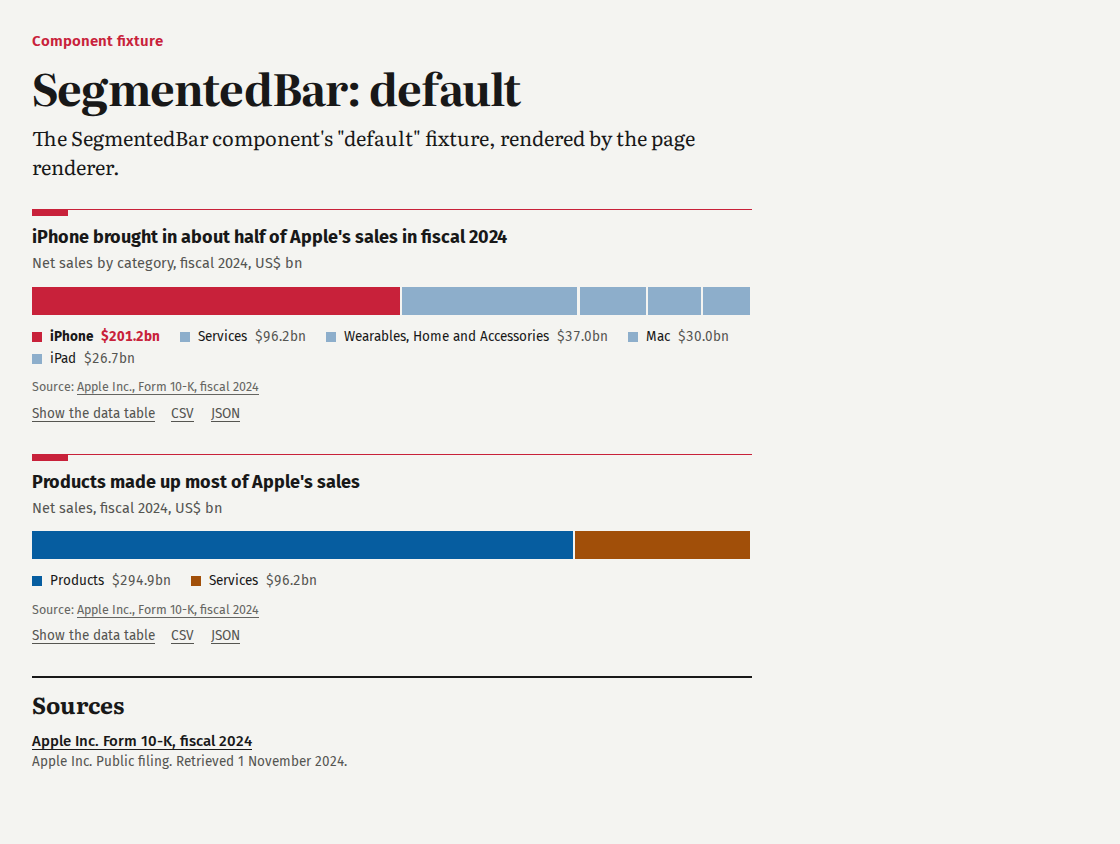 Component fixture
SegmentedBar: default
The SegmentedBar component's "default" fixture, rendered by the page
renderer.
iPhone brought in about half of Apple's sales in fiscal 2024
Net sales by category, fiscal 2024, US$ bn
iPhone $201.2bn Services $96.2bn Wearables, Home and Accessories $37.0bn Mac $30.0bn
iPad $26.7bn
Source: Apple Inc., Form 10-K, fiscal 2024
Show the data table CSV JSON
Products made up most of Apple's sales
Net sales, fiscal 2024, US$ bn
Products $294.9bn Services $96.2bn
Source: Apple Inc., Form 10-K, fiscal 2024
Show the data table CSV JSON
Sources
Apple Inc. Form 10-K, fiscal 2024
Apple Inc. Public filing. Retrieved 1 November 2024.